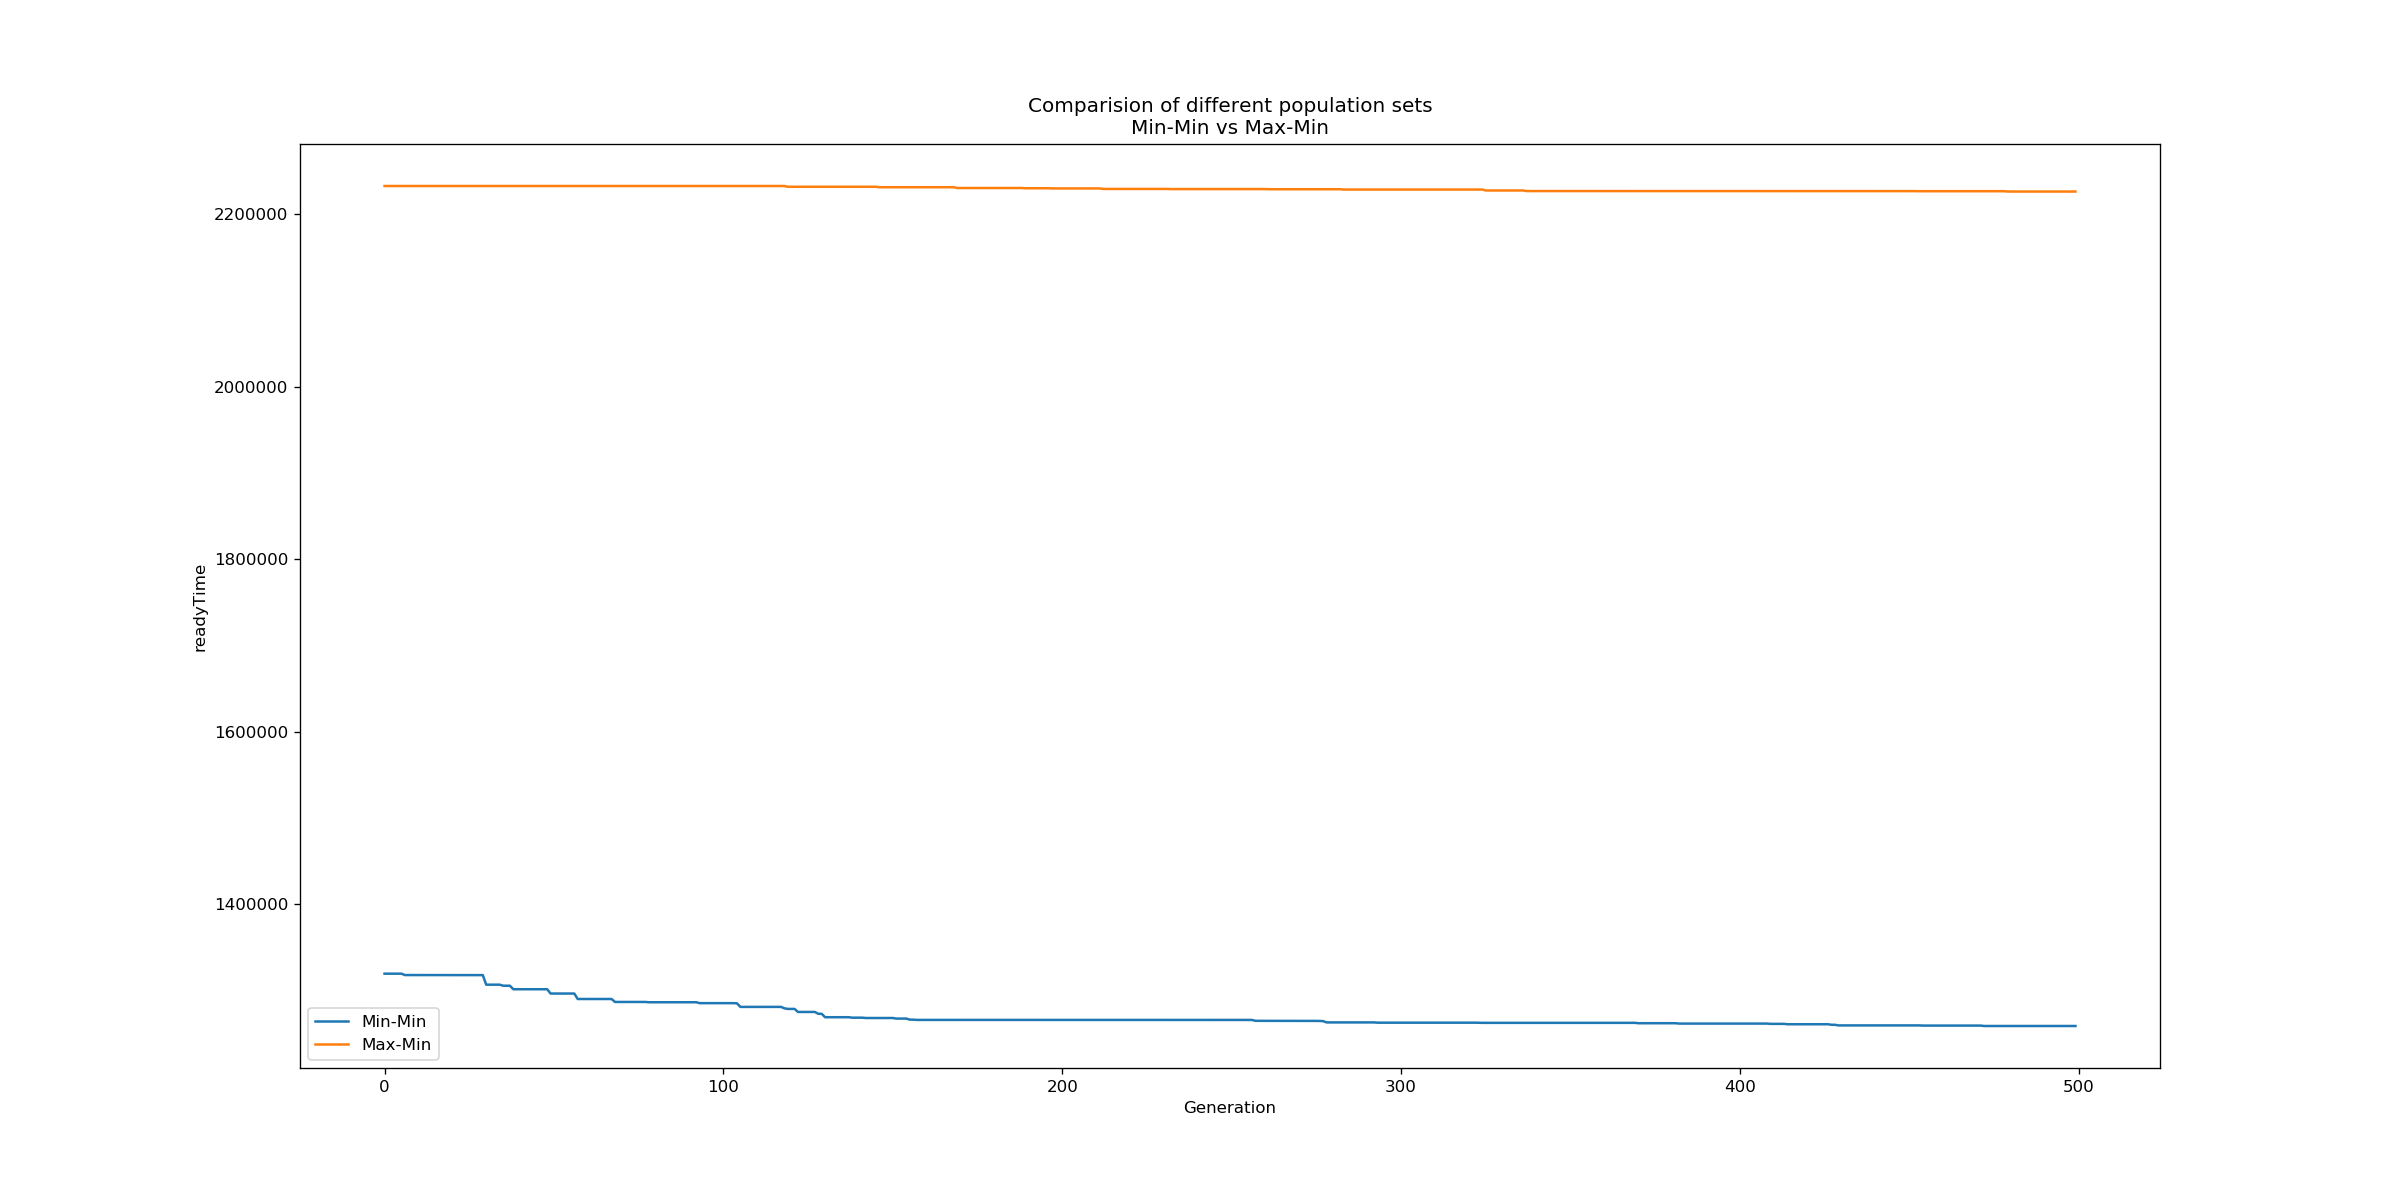 Comparision of different population sets
Min-Min vs Max-Min
2200000
2000000
1800000
1600000
1400000
readyTime
Min-Min
Max-Min
0 100 200 300 400 500
Generation